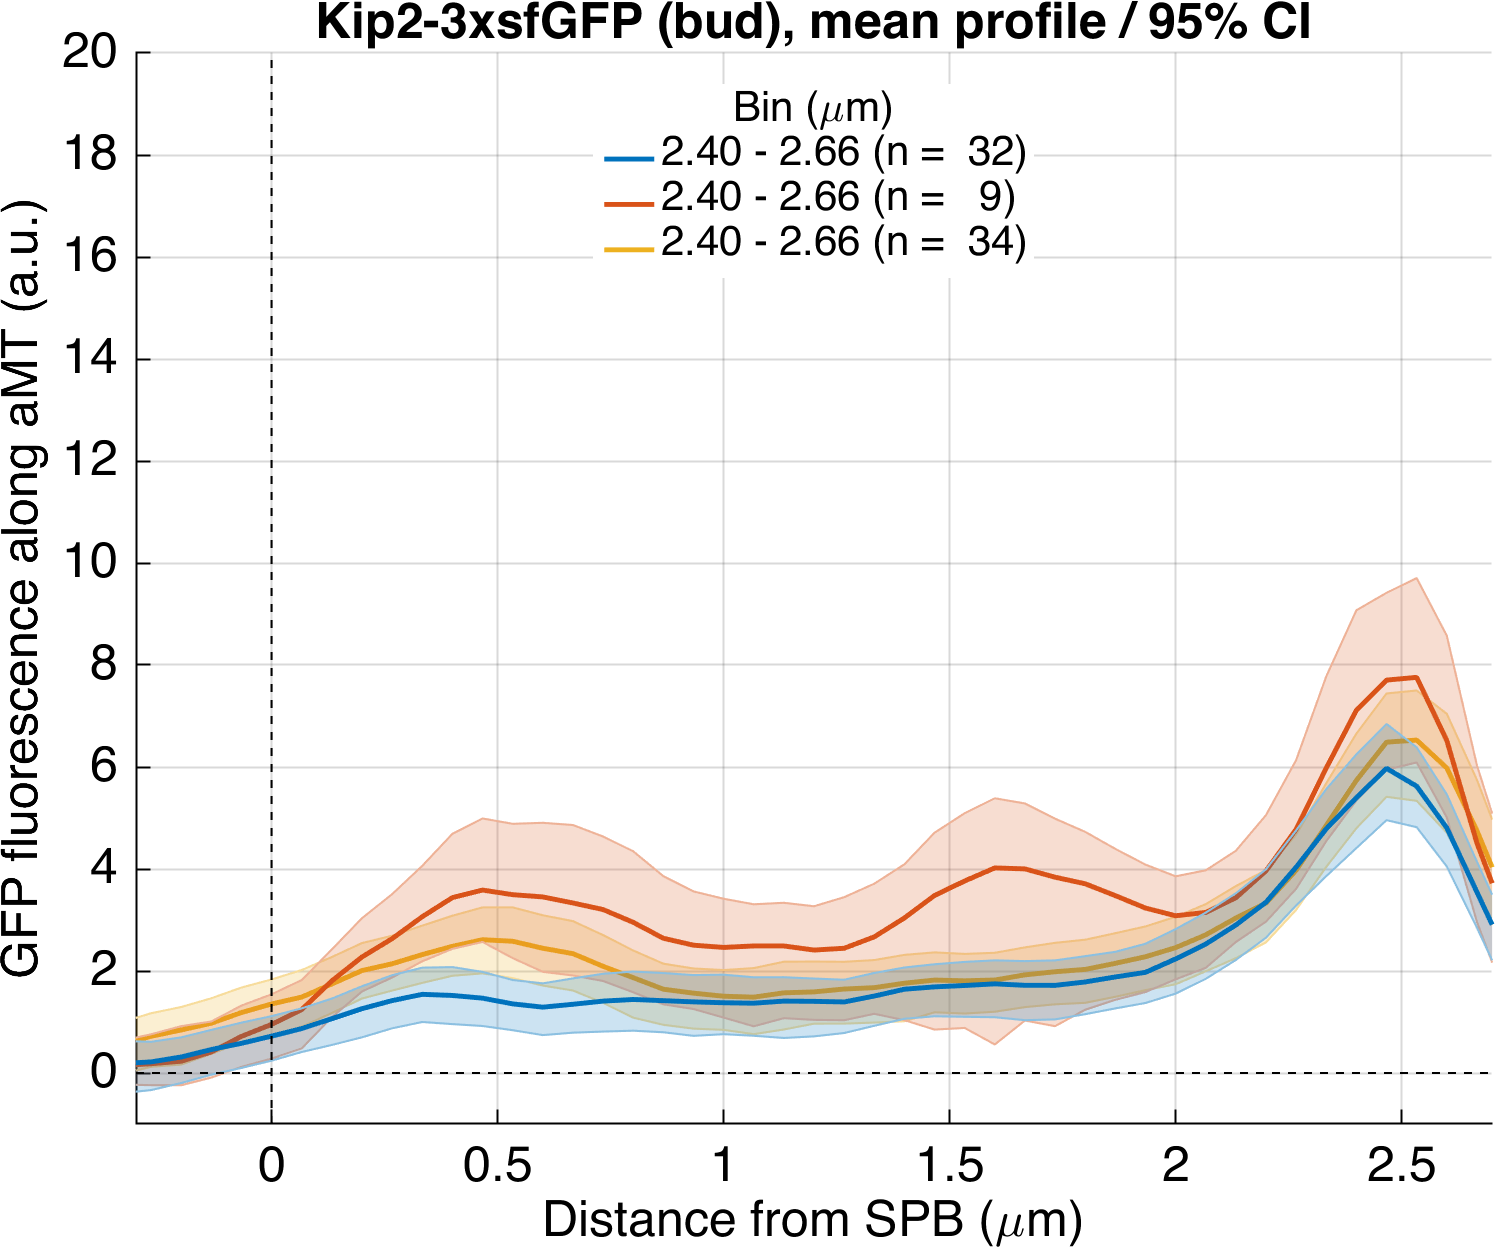 Kip2-3xsfGFP (bud), mean profile / 95% CI
GFP fluorescence along aMT (a.u.)
20
18
16
14
12
10
8
6
4
2
0
Bin (μm)
2.40 - 2.66 (n = 32)
2.40 - 2.66 (n = 9)
2.40 - 2.66 (n = 34)
0 0.5 1 1.5 2 2.5
Distance from SPB (μm)